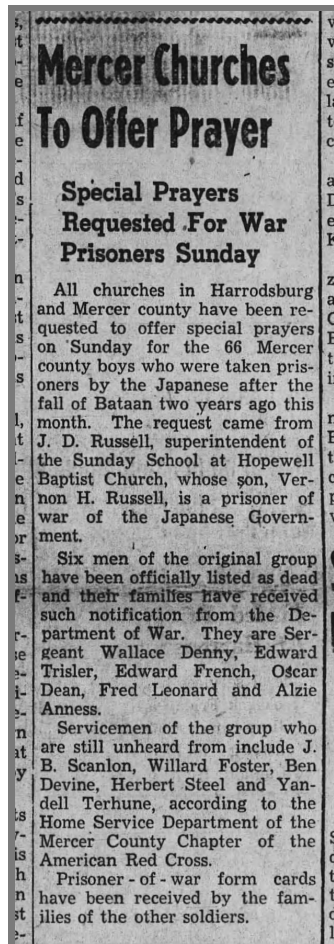 Mercer Churches
To Offer Prayer
Special Prayers
Requested For War
Prisoners Sunday
All churches in Harrodsburg
and Mercer county have been re-
quested to offer special prayers
on Sunday for the 66 Mercer
county boys who were taken pris-
oners by the Japanese after the
fall of Bataan two years ago this
month. The request came from
J. D. Russell, superintendent of
the Sunday School at Hopewell
Baptist Church, whose son, Ver-
non H. Russell, is a prisoner of
war of the Japanese Govern-
ment.
Six men of the original group
have been officially listed as dead
and their families have received
such notification from the De-
partment of War. They are Ser-
geant Wallace Denny, Edward
Trisler, Edward French, Oscar
Dean, Fred Leonard and Alzie
Anness.
Servicemen of the group who
are still unheard from include J.
B. Scanlon, Willard Foster, Ben
Devine, Herbert Steel and Yan-
dell Terhune, according to the
Home Service Department of the
Mercer County Chapter of the
American Red Cross.
Prisoner-of-war form cards
have been received by the fam-
ilies of the other soldiers.